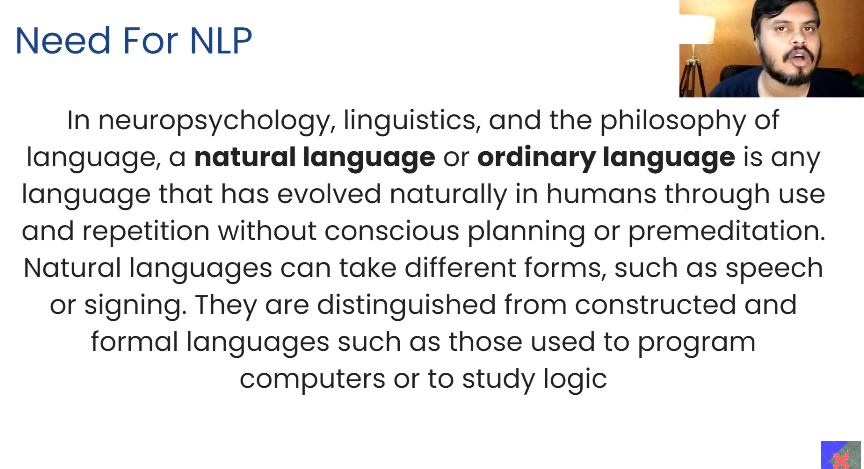 Need For NLP
In neuropsychology, linguistics, and the philosophy of
language, a natural language or ordinary language is any
language that has evolved naturally in humans through use
and repetition without conscious planning or premeditation.
Natural languages can take different forms, such as speech
or signing. They are distinguished from constructed and
formal languages such as those used to program
computers or to study logic